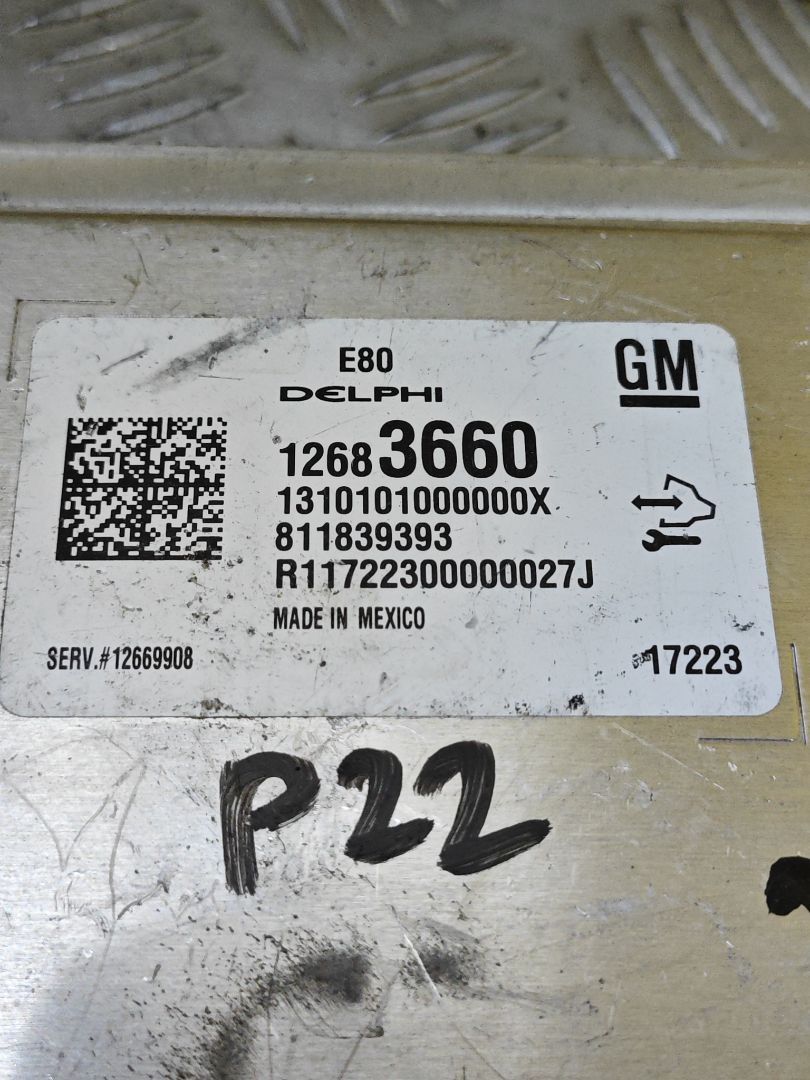 E80
GM
DELPHI
12683660
1310101000000X
811839393
R11722300000027J
MADE IN MEXICO
SERV.#12669908
17223
P22